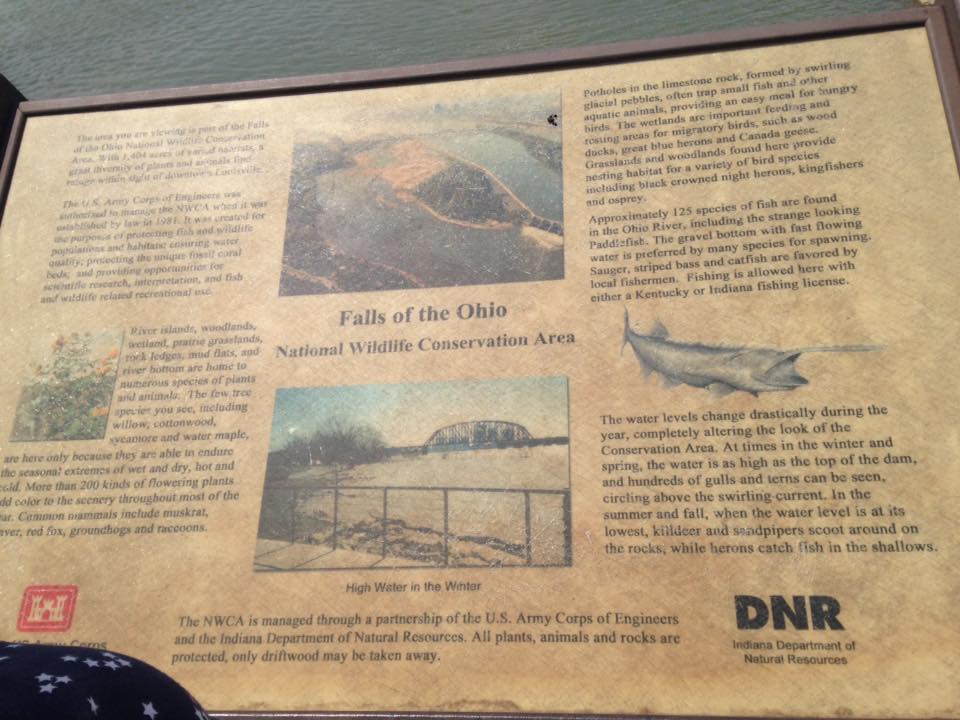 The area you are viewing is part of the Falls
of the Ohio National Wildlife Conservation
Area. With 1,404 acres of varied habitats, a
great diversity of plants and animals find
refuge within sight of downtown Louisville.
The U.S. Army Corps of Engineers was
authorized to manage the NWCA when it was
established by law in 1981. It was created for
the purposes of protecting fish and wildlife
populations and habitats; ensuring water
quality; protecting the unique fossil coral
beds; and providing opportunities for
scientific research, interpretation, and fish
and wildlife related recreational use.
River islands, woodlands,
wetland, prairie grasslands,
rock ledges, mud flats, and
river bottom are home to
numerous species of plants
and animals. The few tree
species you see, including
willow, cottonwood,
sycamore and water maple,
are here only because they are able to endure
the seasonal extremes of wet and dry, hot and
cold. More than 200 kinds of flowering plants
add color to the scenery throughout most of the
year. Common mammals include muskrat,
red fox, groundhogs and raccoons.
US Army Corps
Falls of the Ohio
National Wildlife Conservation Area
High Water in the Winter
Potholes in the limestone rock, formed by swirling
glacial pebbles, often trap small fish and other
aquatic animals, providing an easy meal for hungry
birds. The wetlands are important feeding and
resting areas for migratory birds, such as wood
ducks, great blue herons and Canada geese.
Grasslands and woodlands found here provide
nesting habitat for a variety of bird species
including black crowned night herons, kingfishers
and osprey.
Approximately 125 species of fish are found
in the Ohio River, including the strange looking
Paddlefish. The gravel bottom with fast flowing
water is preferred by many species for spawning.
Sauger, striped bass and catfish are favored by
local fishermen. Fishing is allowed here with
either a Kentucky or Indiana fishing license.
The water levels change drastically during the
year, completely altering the look of the
Conservation Area. At times in the winter and
spring, the water is as high as the top of the dam,
and hundreds of gulls and terns can be seen,
circling above the swirling current. In the
summer and fall, when the water level is at its
lowest, killdeer and sandpipers scoot around on
the rocks, while herons catch fish in the shallows.
The NWCA is managed through a partnership of the U.S. Army Corps of Engineers
and the Indiana Department of Natural Resources. All plants, animals and rocks are
protected, only driftwood may be taken away.
DNR
Indiana Department of
Natural Resources